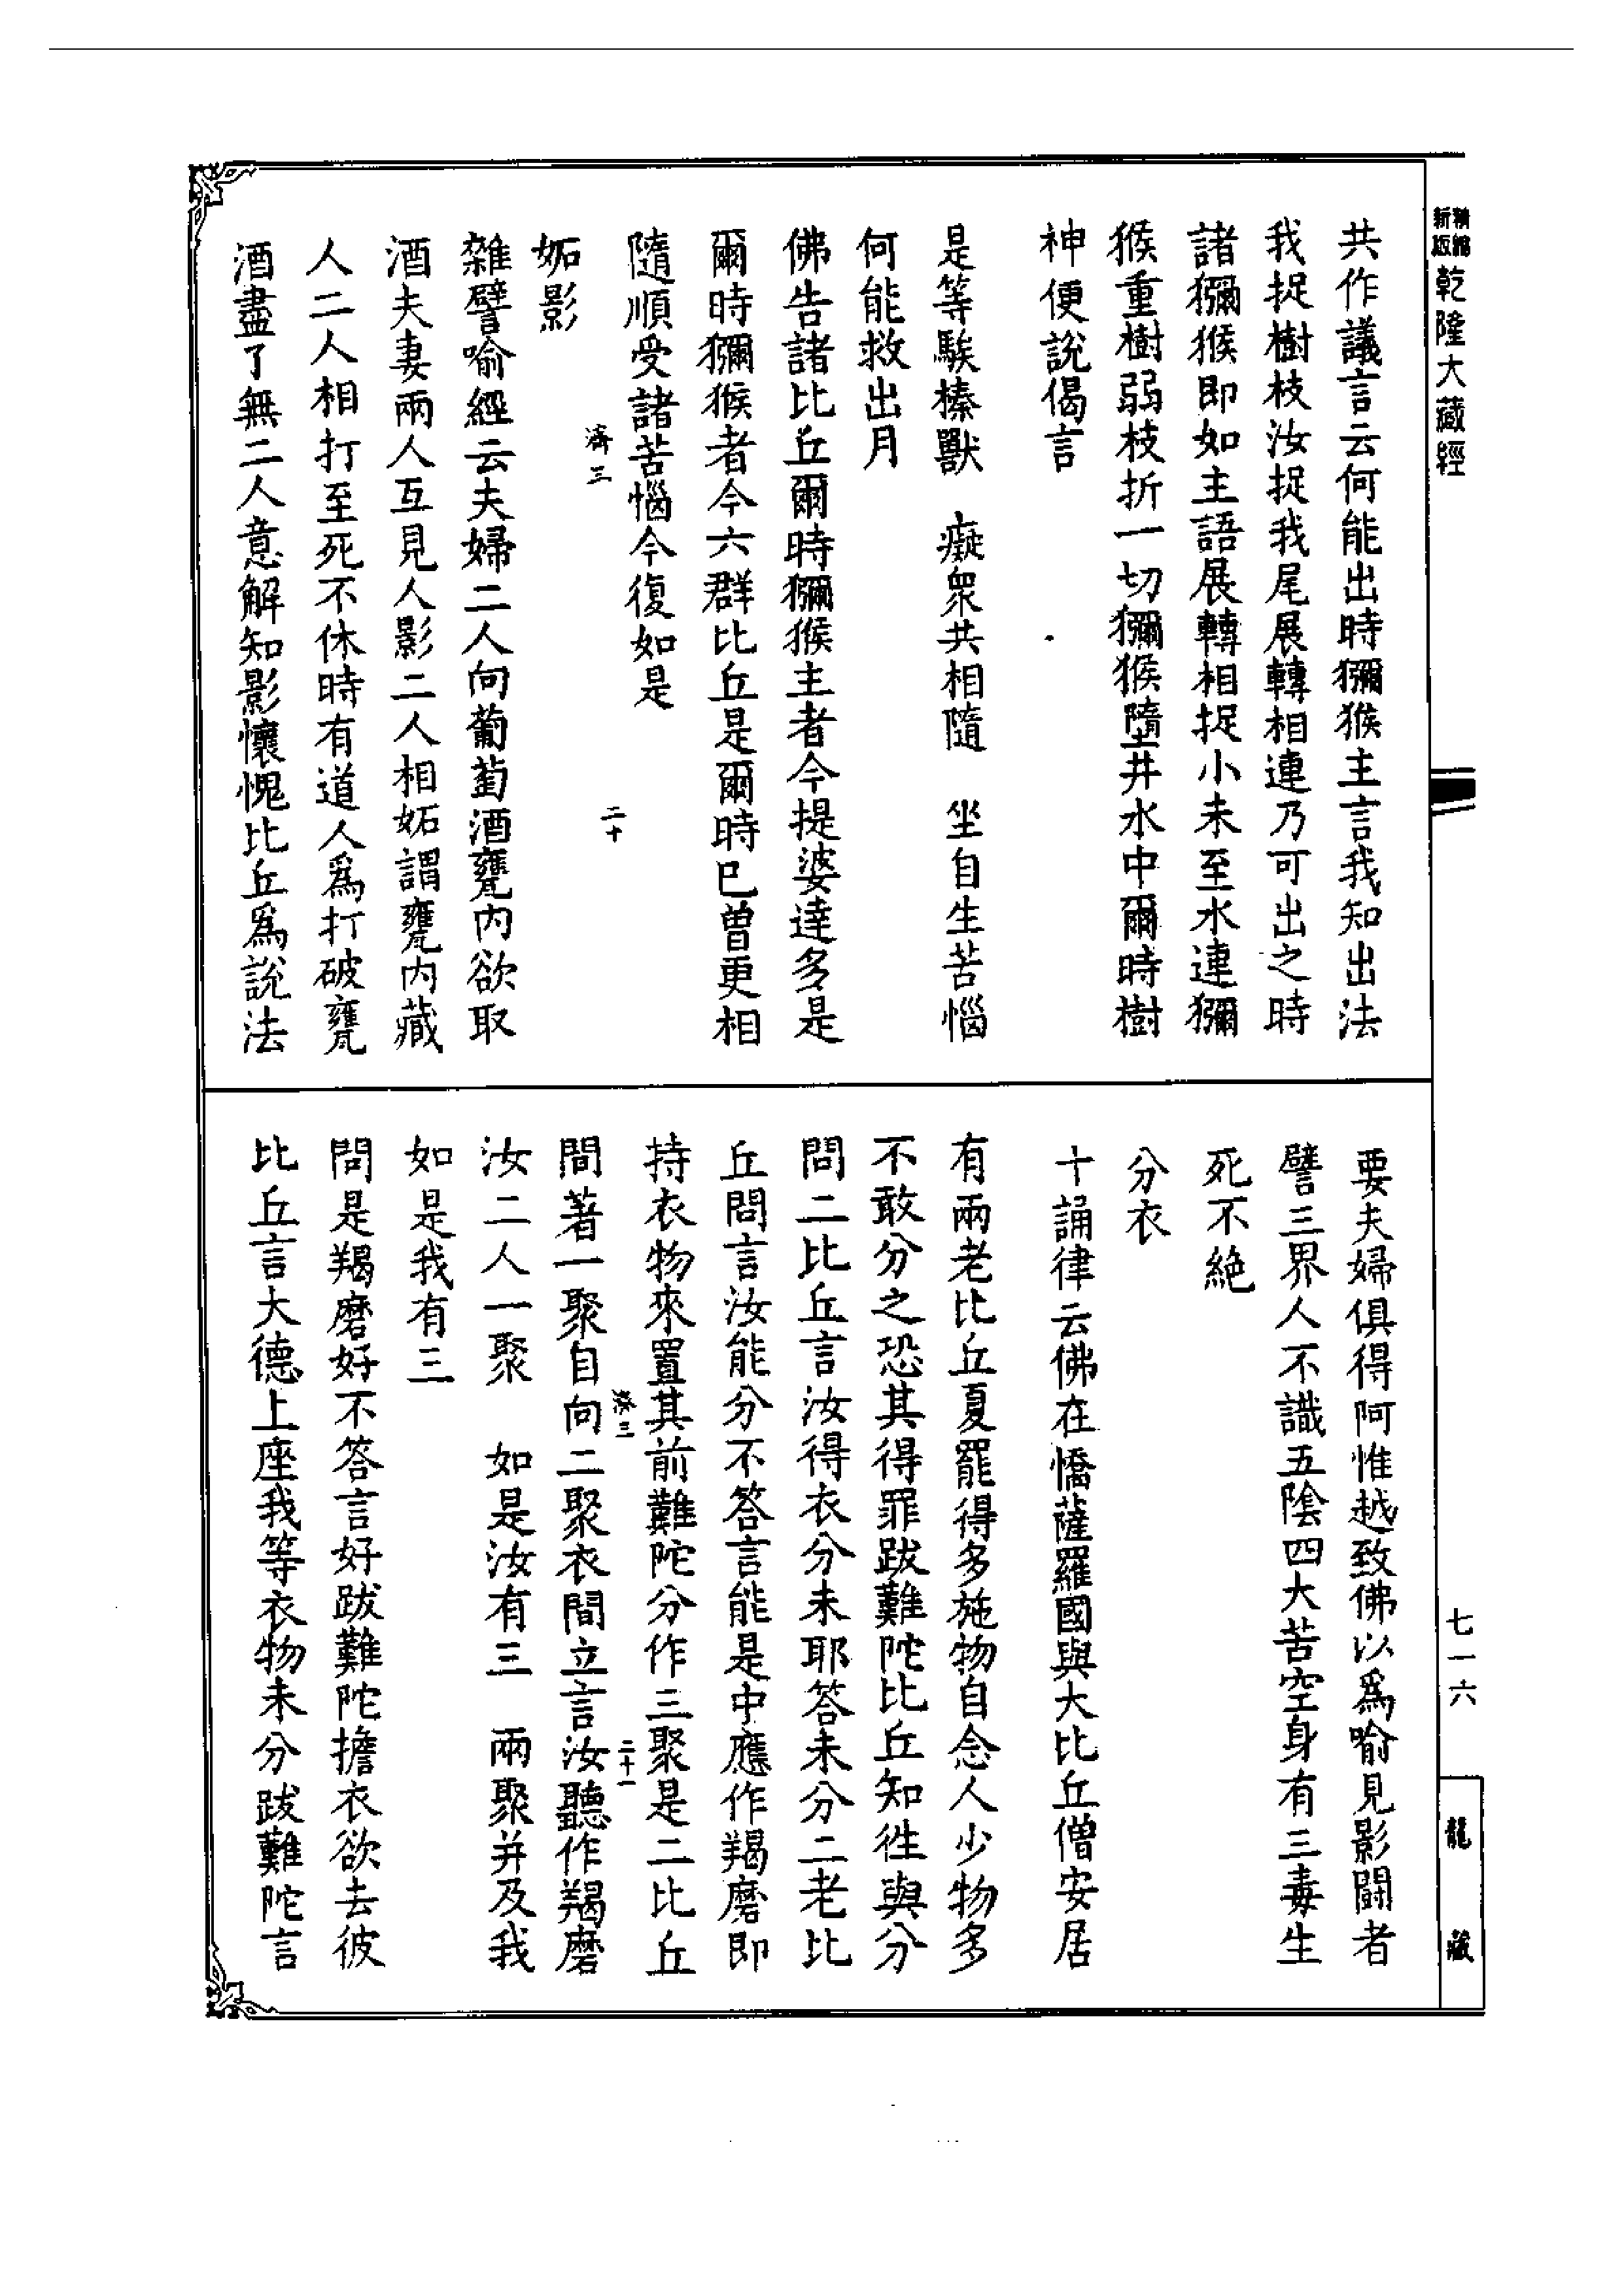 精縮新版乾隆大藏經
共作議言云何能出時獼猴主言我知出法
我捉樹枝汝捉我尾展轉相連乃可出之時
諸獼猴即如主語展轉相捉小未至水連獼
猴重樹弱枝折一切獼猴墮井水中爾時樹
神便說偈言
是等騃榛獸　癡眾共相隨　坐自生苦惱
何能救出月
佛告諸比丘爾時獼猴主者今提婆達多是
爾時獼猴者今六群比丘是爾時已曾更相
隨順受諸苦惱今復如是
濟三　二十
妬影
雜譬喻經云夫婦二人向葡萄酒甕內欲取
酒夫妻兩人互見人影二人相妬謂甕內藏
人二人相打至死不休時有道人為打破甕
酒盡了無二人意解知影懷愧比丘為說法
要夫婦俱得阿惟越致佛以為喻見影鬪者
譬三界人不識五陰四大苦空身有三毒生
死不絕
分衣
十誦律云佛在憍薩羅國與大比丘僧安居
有兩老比丘夏罷得多施物自念人少物多
不敢分之恐其得罪跋難陀比丘知往與分
問二比丘言汝得衣分未耶答未分二老比
丘問言汝能分不答言能是中應作羯磨即
持衣物來置其前難陀分作三聚是二比丘
濟三　二十一
間著一聚自向二聚衣間立言汝聽作羯磨
汝二人一聚　如是汝有三　兩聚并及我
如是我有三
問是羯磨好不答言好跋難陀擔衣欲去彼
比丘言大德上座我等衣物未分跋難陀言
七一六
龍藏